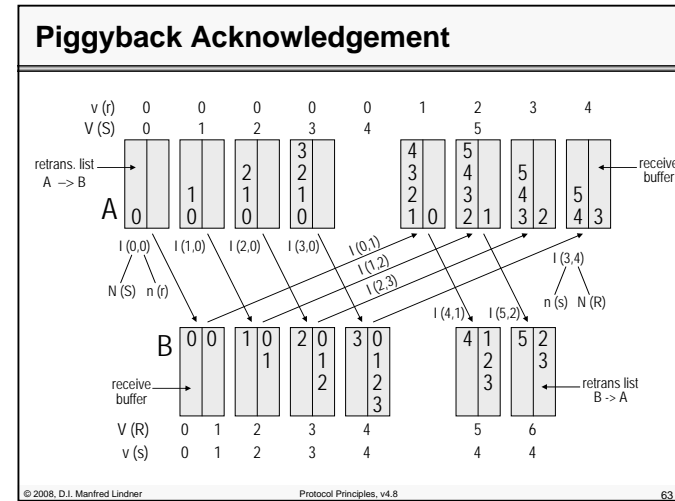 Piggyback Acknowledgement
v (r) 0 0 0 0 0 1 2 3 4
V (S) 0 1 2 3 4 5
retrans. list
A –> B
A
0
1
0
2
1
0
3
2
1
0
4
3
2
1 0
5
4
3
2 1
5
4
3 2
5
4 3
receive
buffer
I (0,0) I (1,0) I (2,0) I (3,0)
N (S) n (r)
I (0,1)
I (1,2)
I (2,3)
I (3,4)
n (s) N (R)
I (4,1) I (5,2)
B
0 0
1 0
1
2 0
1
2
3 0
1
2
3
4 1
2
3
5 2
3
receive
buffer
retrans list
B -> A
V (R) 0 1 2 3 4 5 6
v (s) 0 1 2 3 4 4 4
© 2008, D.I. Manfred Lindner Protocol Principles, v4.8 63